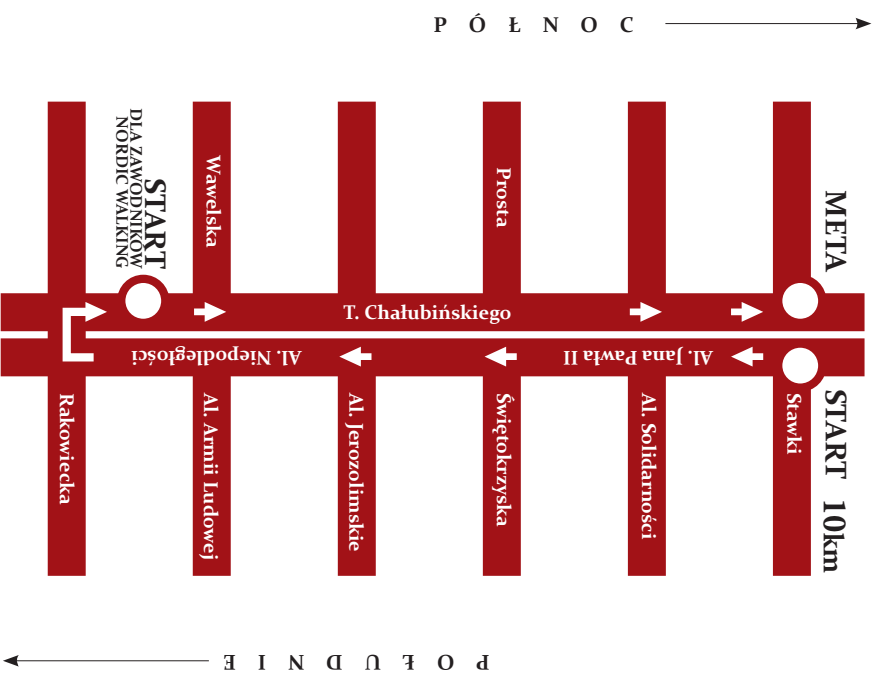 PÓŁNOC
START
DLA ZAWODNIKÓW
NORDIC WALKING
Wawelska
Prosta
META
T. Chałubińskiego
Al. Niepodległości
Al. Jana Pawła II
Rakowiecka
Al. Armii Ludowej
Al. Jerozolimskie
Świętokrzyska
Al. Solidarności
Stawki
START 10km
POŁUDNIE